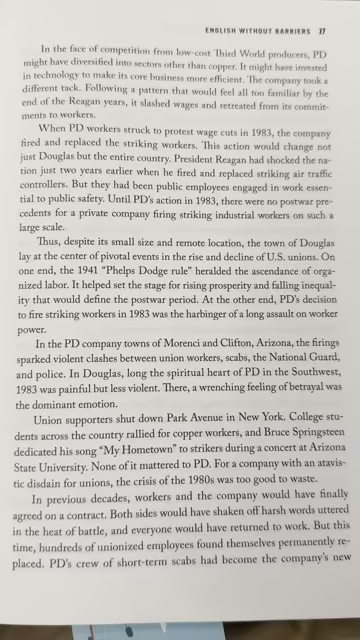 ENGLISH WITHOUT BARRIERS 77
In the face of competition from low-cost Third World producers, PD
might have diversified into sectors other than copper. It might have invested
in technology to make its core business more efficient. The company took a
different tack. Following a pattern that would feel all too familiar by the
end of the Reagan years, it slashed wages and retreated from its commit-
ments to workers.
When PD workers struck to protest wage cuts in 1983, the company
fired and replaced the striking workers. This action would change not
just Douglas but the entire country. President Reagan had shocked the na-
tion just two years earlier when he fired and replaced striking air traffic
controllers. But they had been public employees engaged in work essen-
tial to public safety. Until PD's action in 1983, there were no postwar pre-
cedents for a private company firing striking industrial workers on such a
large scale.
Thus, despite its small size and remote location, the town of Douglas
lay at the center of pivotal events in the rise and decline of U.S. unions. On
one end, the 1941 “Phelps Dodge rule” heralded the ascendance of orga-
nized labor. It helped set the stage for rising prosperity and falling inequal-
ity that would define the postwar period. At the other end, PD's decision
to fire striking workers in 1983 was the harbinger of a long assault on worker
power.
In the PD company towns of Morenci and Clifton, Arizona, the firings
sparked violent clashes between union workers, scabs, the National Guard,
and police. In Douglas, long the spiritual heart of PD in the Southwest,
1983 was painful but less violent. There, a wrenching feeling of betrayal was
the dominant emotion.
Union supporters shut down Park Avenue in New York. College stu-
dents across the country rallied for copper workers, and Bruce Springsteen
dedicated his song “My Hometown” to strikers during a concert at Arizona
State University. None of it mattered to PD. For a company with an atavis-
tic disdain for unions, the crisis of the 1980s was too good to waste.
In previous decades, workers and the company would have finally
agreed on a contract. Both sides would have shaken off harsh words uttered
in the heat of battle, and everyone would have returned to work. But this
time, hundreds of unionized employees found themselves permanently re-
placed. PD's crew of short-term scabs had become the company's new